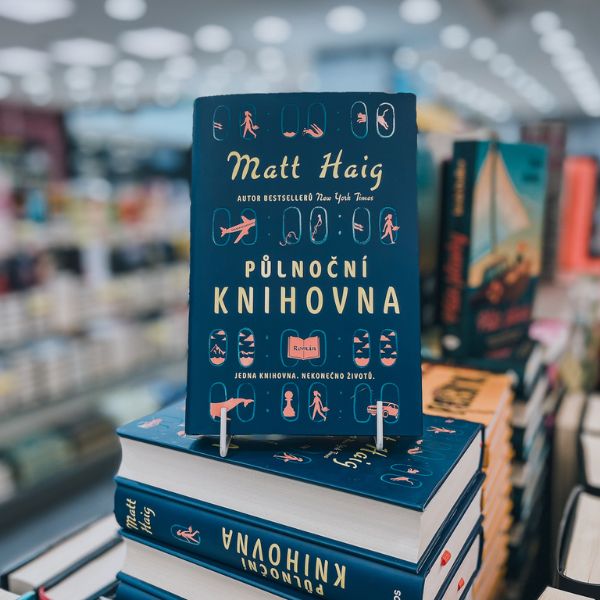 Matt Haig
AUTOR BESTSELLERŮ New York Times
PŮLNOČNÍ
KNIHOVNA
Román
JEDNA KNIHOVNA. NEKONEČNO ŽIVOTŮ.
Matt Haig
Matt Haig
PŮLNOČNÍ
KNIHOVNA